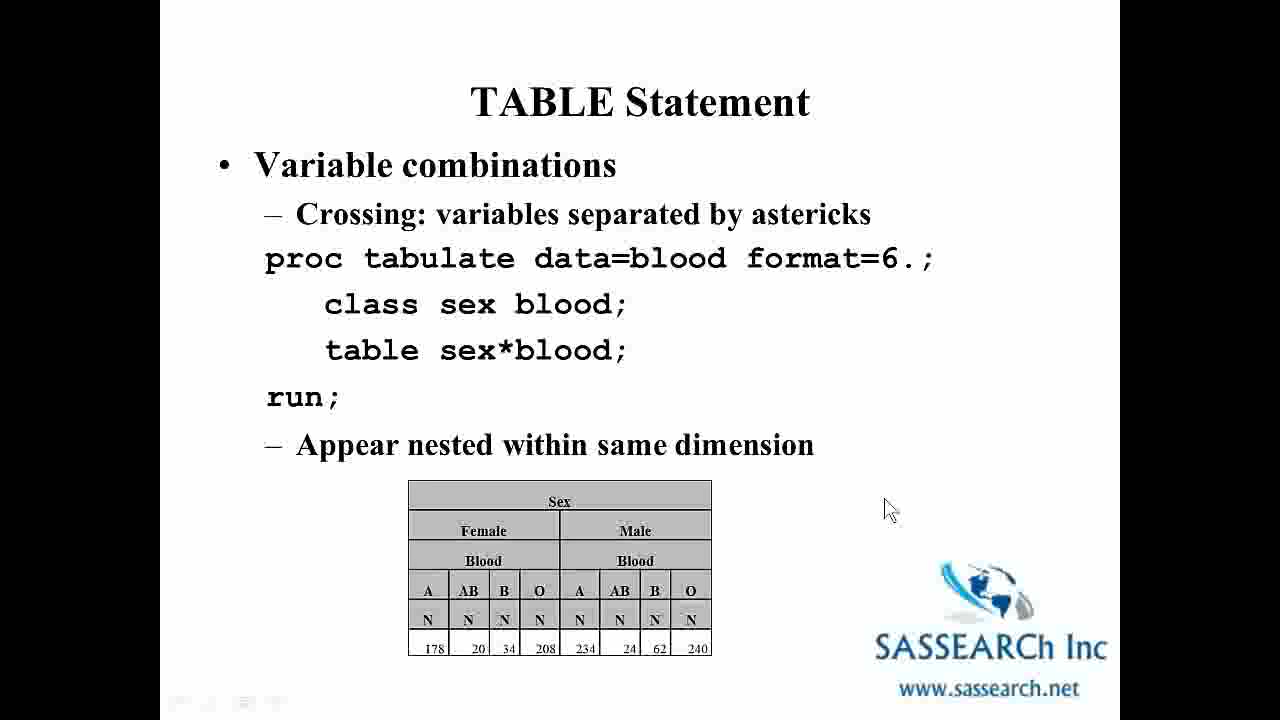 TABLE Statement
• Variable combinations
– Crossing: variables separated by astericks
proc tabulate data=blood format=6.;
class sex blood;
table sex*blood;
run;
– Appear nested within same dimension
Sex
Female Male
Blood Blood
A AB B O A AB B O
N N N N N N N N
178 20 34 208 234 24 62 240
SASSEARCh Inc
www.sassearch.net